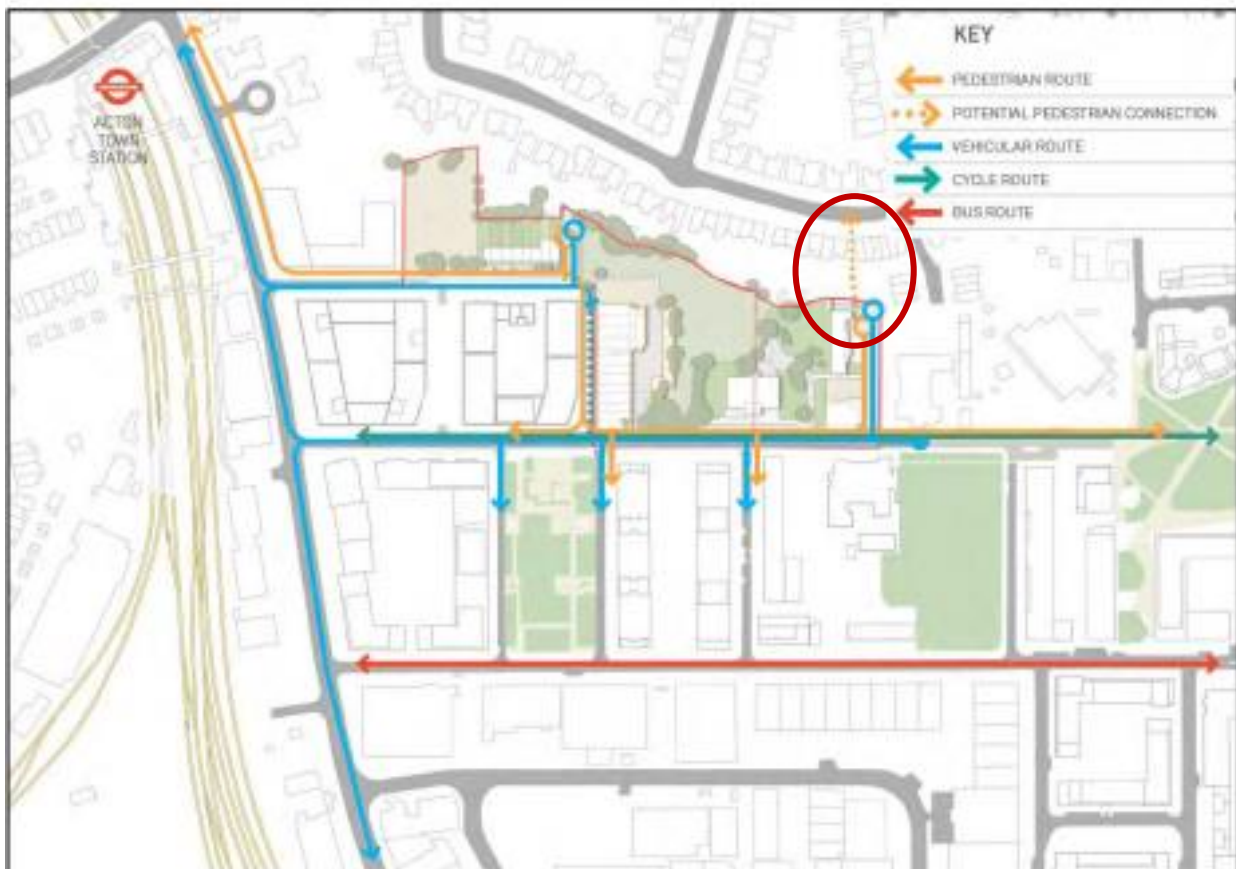 KEY
PEDESTRIAN ROUTE
POTENTIAL PEDESTRIAN CONNECTION
VEHICULAR ROUTE
CYCLE ROUTE
BUS ROUTE
ACTON
TOWN
STATION